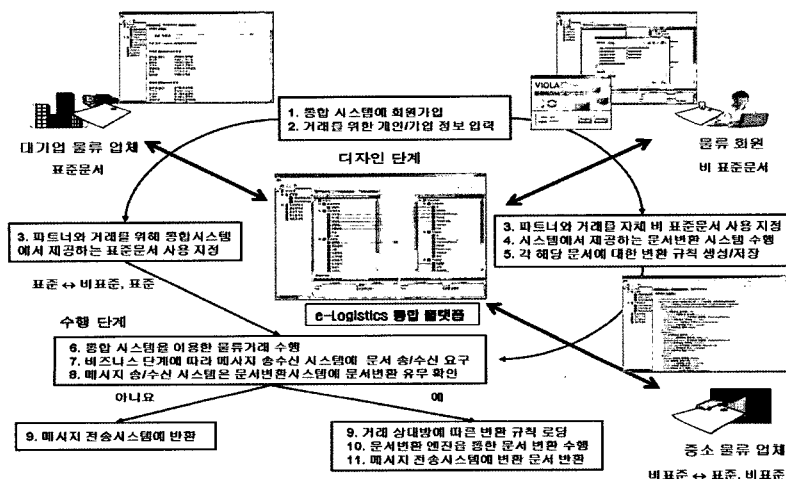 VIOLA
1. 통합 시스템에 회원가입
2. 거래를 위한 개인/기업 정보 입력
대기업 물류 업체
표준문서
디자인 단계
물류 회원
비 표준문서
3. 파트너와 거래를 위해 통합시스템
에서 제공하는 표준문서 사용 지정
3. 파트너와 거래를 자체 비 표준문서 사용 지정
4. 시스템에서 제공하는 문서변환 시스템 수행
5. 각 해당 문서에 대한 변환 규칙 생성/저장
표준 ↔ 비표준, 표준
e-Logistics 통합 플랫폼
수행 단계
6. 통합 시스템을 이용한 물류거래 수행
7. 비즈니스 단계에 따라 메시지 송수신 시스템에 문서 송/수신 요구
8. 메시지 송/수신 시스템은 문서변환시스템에 문서변환 유무 확인
아니요
예
9. 메시지 전송시스템에 반환
9. 거래 상대방에 따른 변환 규칙 로딩
10. 문서변환 엔진을 통한 문서 변환 수행
11. 메시지 전송시스템에 변환 문서 반환
중소 물류 업체
비표준 ↔ 표준, 비표준